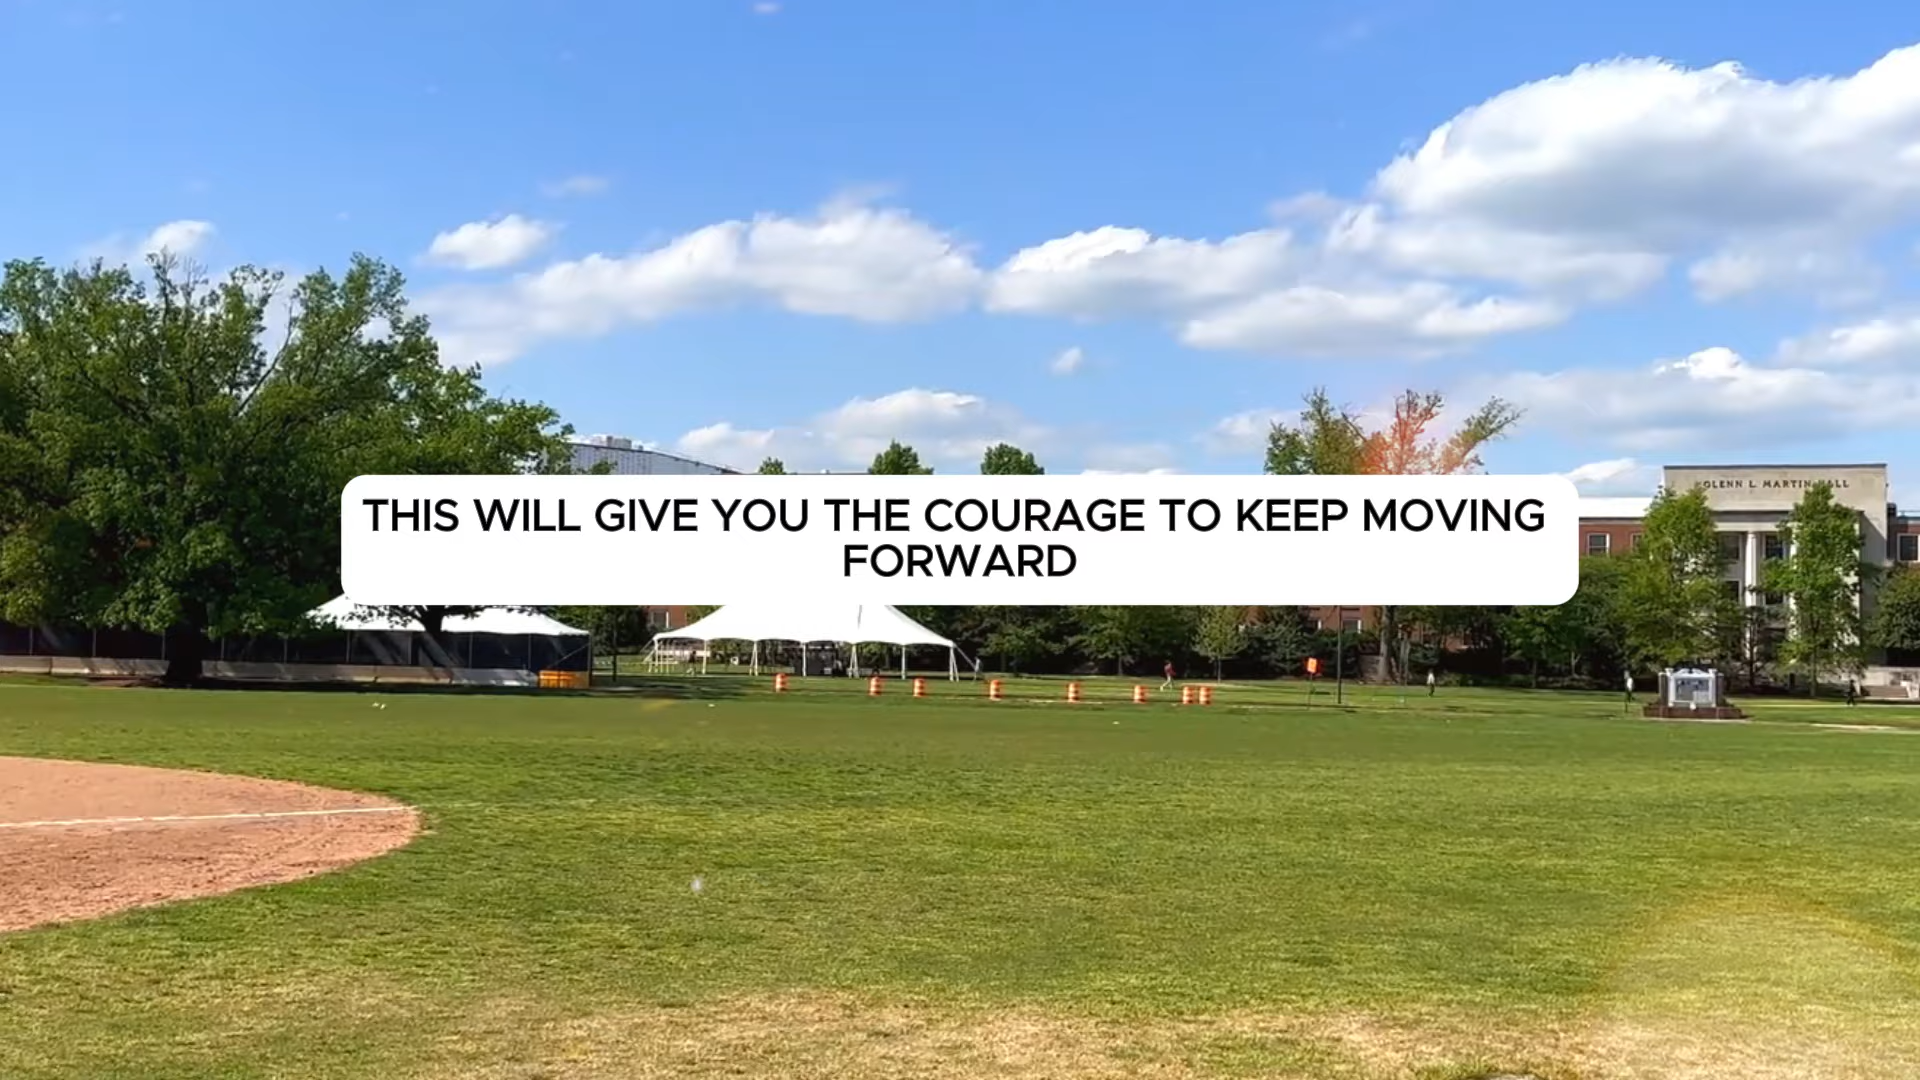 THIS WILL GIVE YOU THE COURAGE TO KEEP MOVING
FORWARD
GLENN L. MARTIN HALL